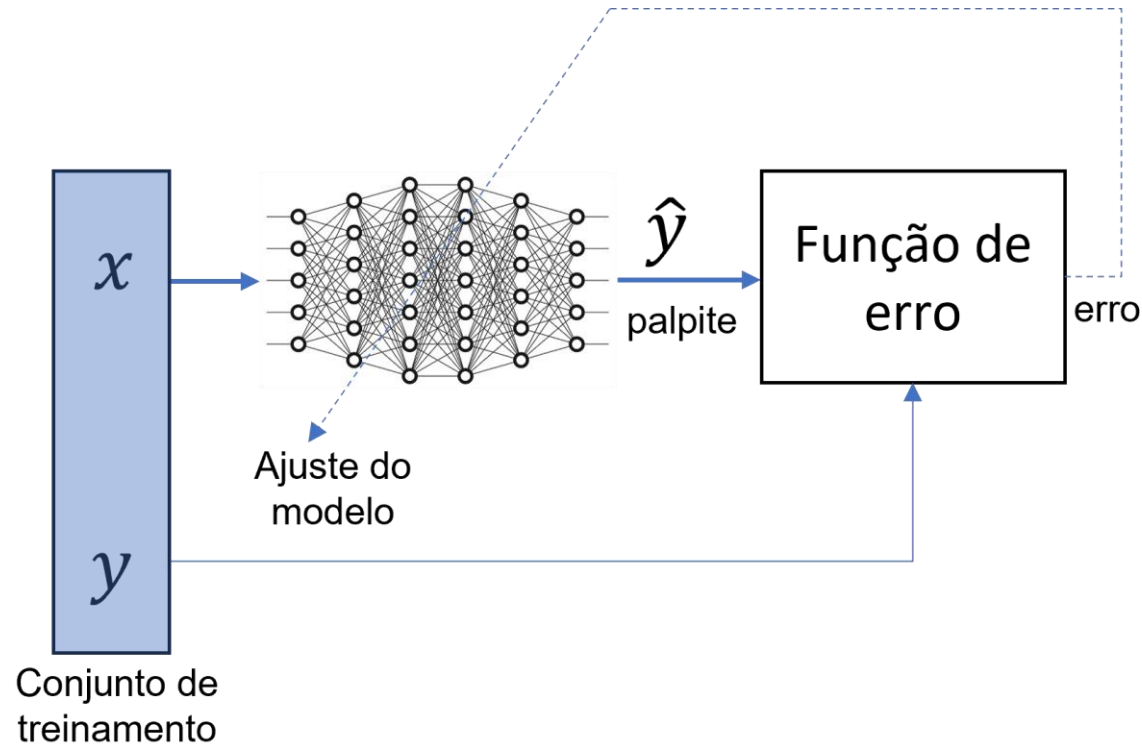 x
ŷ
palpite
Função de
erro
erro
Ajuste do
modelo
y
Conjunto de
treinamento